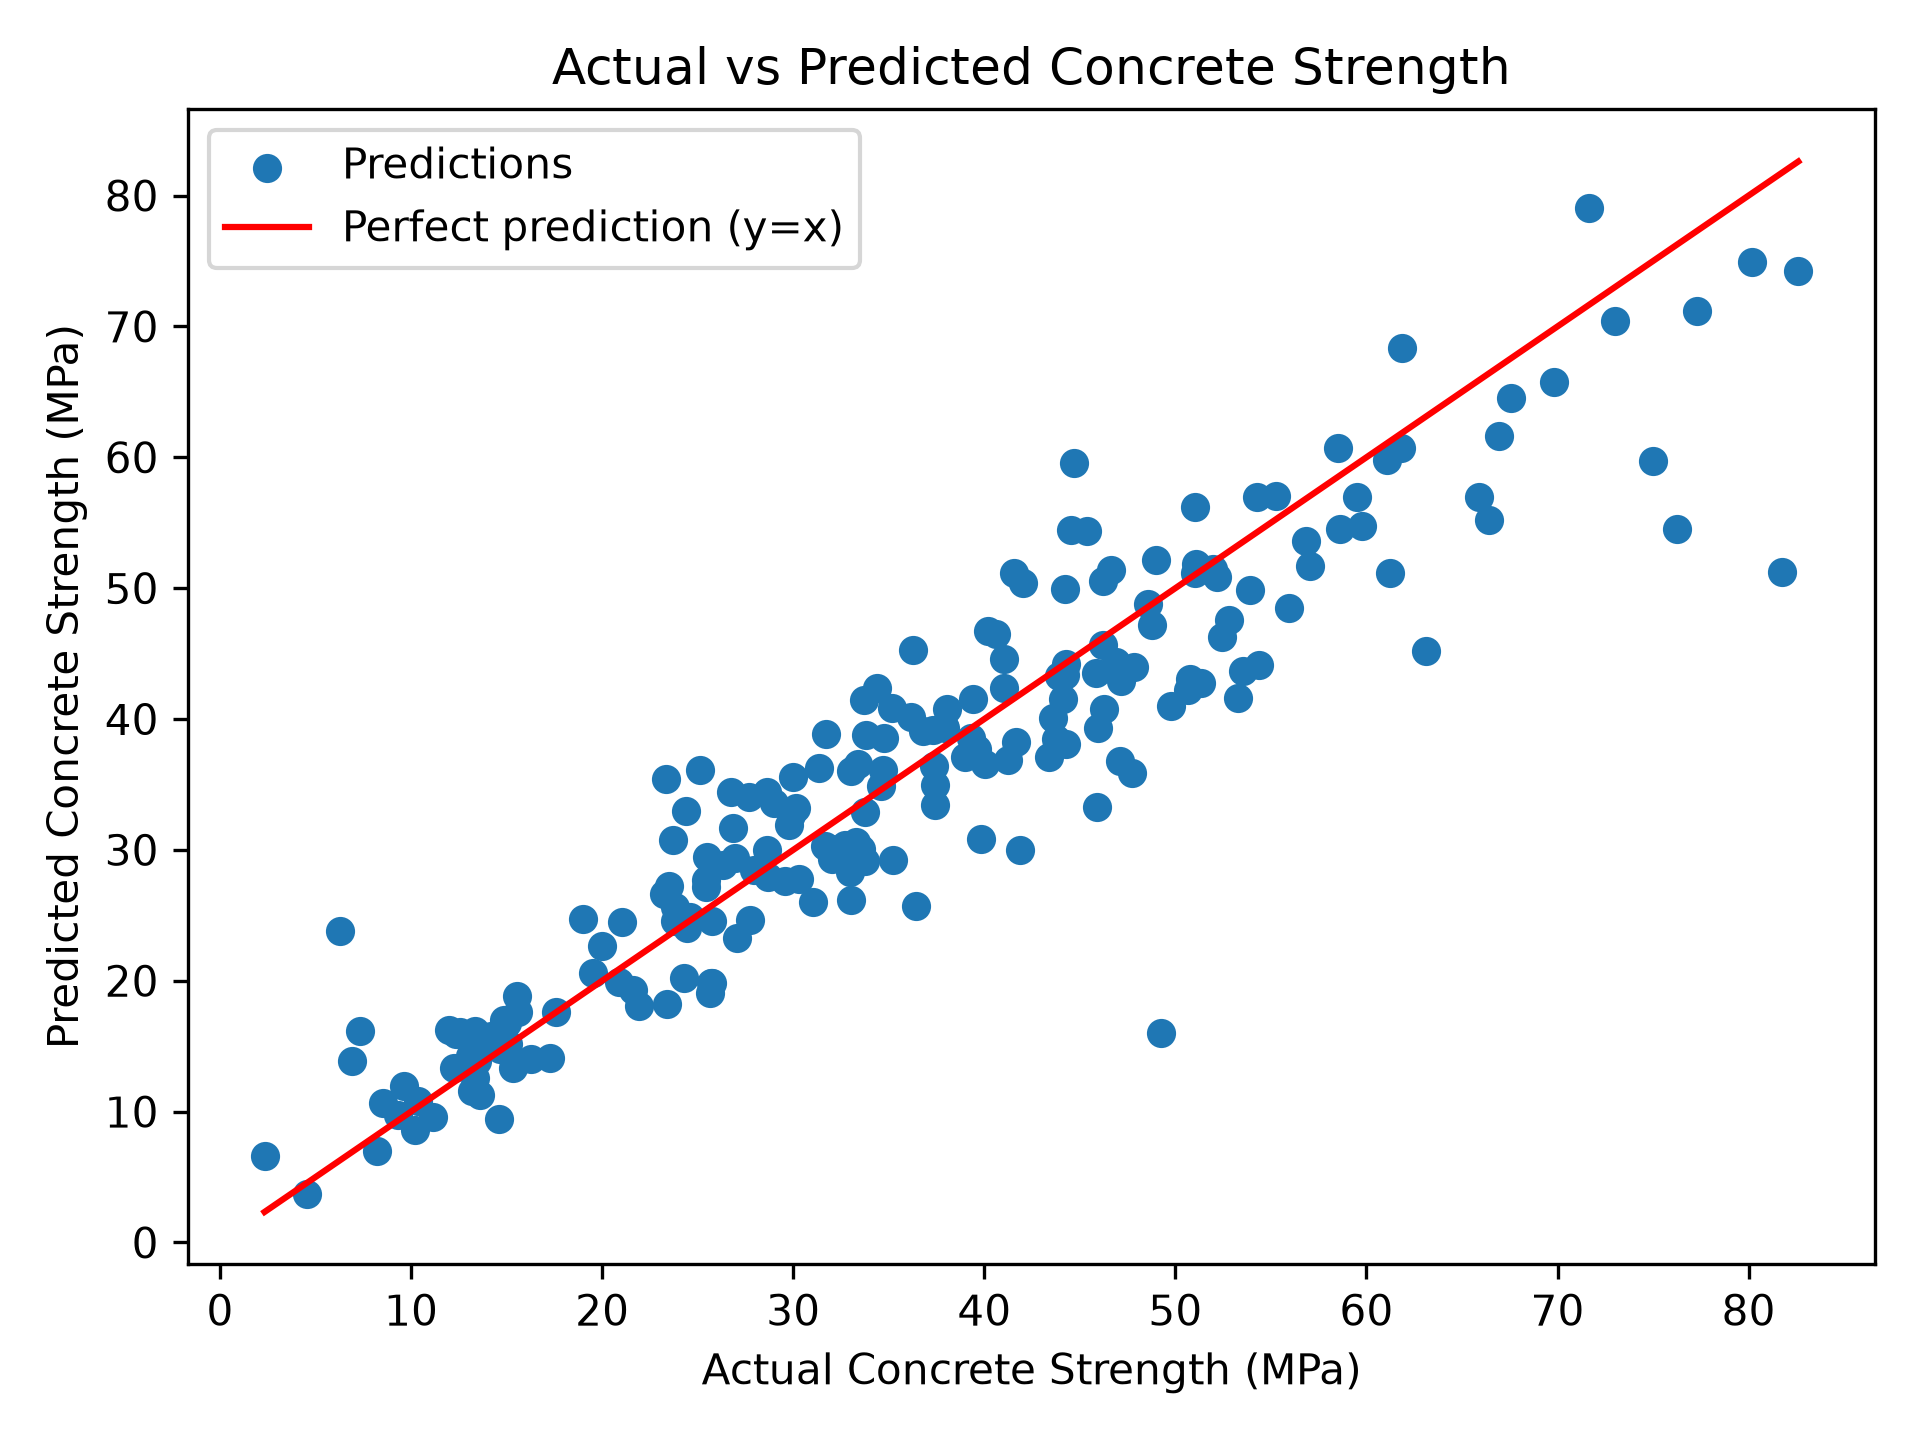 Actual vs Predicted Concrete Strength
Predictions
Perfect prediction (y=x)
Predicted Concrete Strength (MPa)
80
70
60
50
40
30
20
10
0
0 10 20 30 40 50 60 70 80
Actual Concrete Strength (MPa)